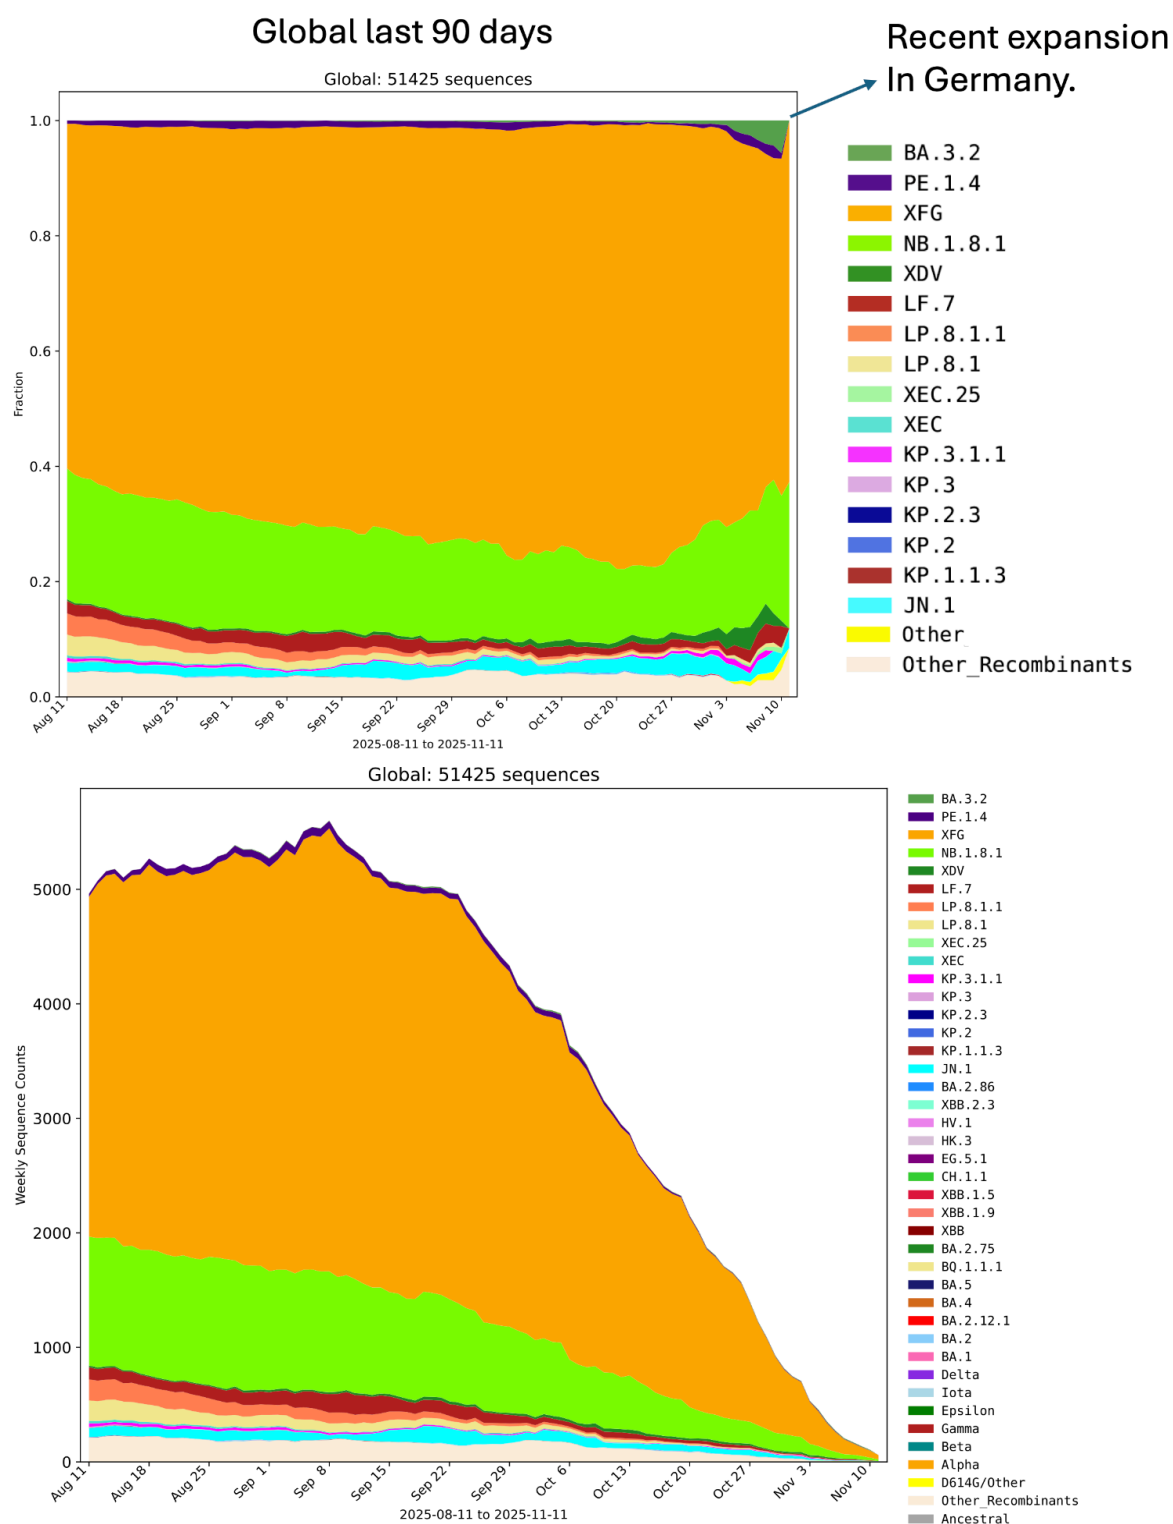 Global last 90 days
Recent expansion
In Germany.
Global: 51425 sequences
1.0
0.8
0.6
0.4
0.2
0.0
Fraction
Aug 11
Aug 18
Aug 25
Sep 1
Sep 8
Sep 15
Sep 22
Sep 29
Oct 6
Oct 13
Oct 20
Oct 27
Nov 3
Nov 10
2025-08-11 to 2025-11-11
BA.3.2
PE.1.4
XFG
NB.1.8.1
XDV
LF.7
LP.8.1.1
LP.8.1
XEC.25
XEC
KP.3.1.1
KP.3
KP.2.3
KP.2
KP.1.1.3
JN.1
Other
Other_Recombinants
Global: 51425 sequences
5000
4000
3000
2000
1000
0
Weekly Sequence Counts
Aug 11
Aug 18
Aug 25
Sep 1
Sep 8
Sep 15
Sep 22
Sep 29
Oct 6
Oct 13
Oct 20
Oct 27
Nov 3
Nov 10
2025-08-11 to 2025-11-11
BA.3.2
PE.1.4
XFG
NB.1.8.1
XDV
LF.7
LP.8.1.1
LP.8.1
XEC.25
XEC
KP.3.1.1
KP.3
KP.2.3
KP.2
KP.1.1.3
JN.1
BA.2.86
XBB.2.3
HV.1
HK.3
EG.5.1
CH.1.1
XBB.1.5
XBB.1.9
XBB
BA.2.75
BQ.1.1.1
BA.5
BA.4
BA.2.12.1
BA.2
BA.1
Delta
Iota
Epsilon
Gamma
Beta
Alpha
D614G/Other
Other_Recombinants
Ancestral